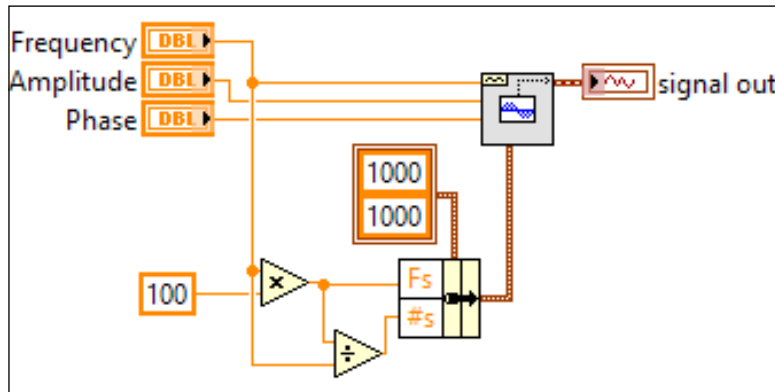 Frequency DBL
Amplitude DBL
Phase DBL
signal out
1000
1000
100
×
Fs
#s
÷